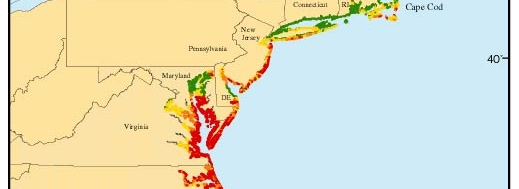 Connecticut
RI
Cape Cod
New
Jersey
Pennsylvania
40°
Maryland
DE
Virginia